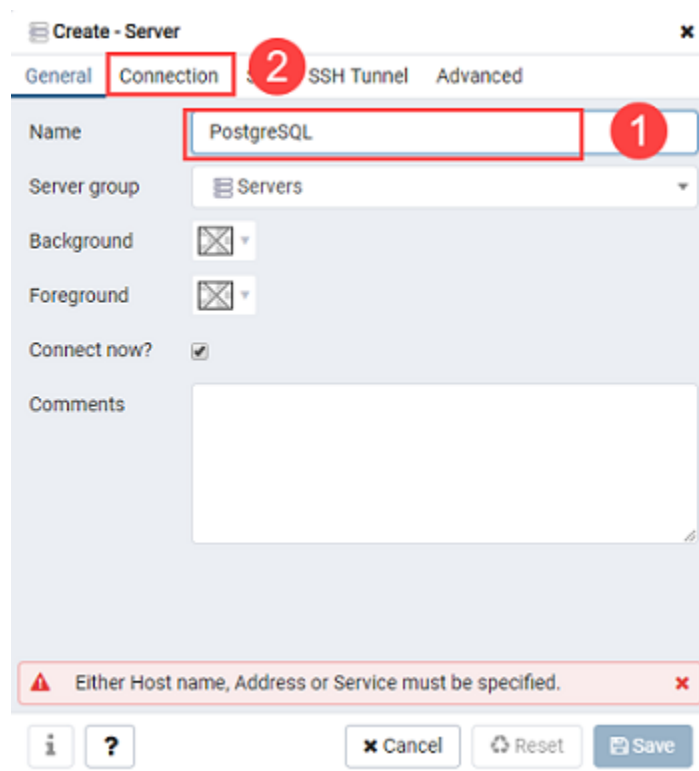 Create - Server
General Connection 2 SSH Tunnel Advanced
Name PostgreSQL 1
Server group Servers
Background
Foreground
Connect now?
Comments
Either Host name, Address or Service must be specified.
i ? Cancel Reset Save